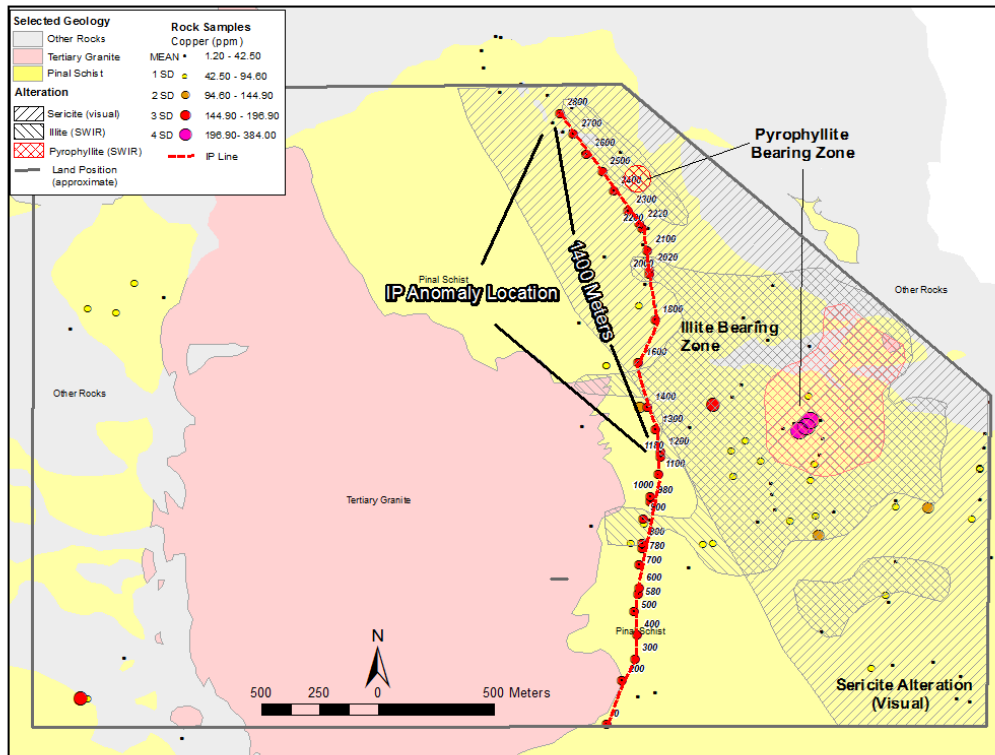 Selected Geology
Other Rocks
Tertiary Granite
Pinal Schist
Alteration
Sericite (visual)
Illite (SWIR)
Pyrophyllite (SWIR)
Land Position
(approximate)
Rock Samples
Copper (ppm)
MEAN 1.20 - 42.50
1 SD 42.50 - 94.60
2 SD 94.60 - 144.90
3 SD 144.90 - 196.90
4 SD 196.90- 384.00
IP Line
2800
2700
2600
2500
2400
2300
2200 2220
2100
2020
2000
1800
1600
1400
1300
1200
1180
1100
1000
980
900
800
780
700
600
580
500
400
300
200
0
Pyrophyllite
Bearing Zone
Pinal Schist
IP Anomaly Location
1400 Meters
Illite Bearing
Zone
Other Rocks
Other Rocks
Tertiary Granite
Pinal Schist
Sericite Alteration
(Visual)
N
500 250 0 500 Meters